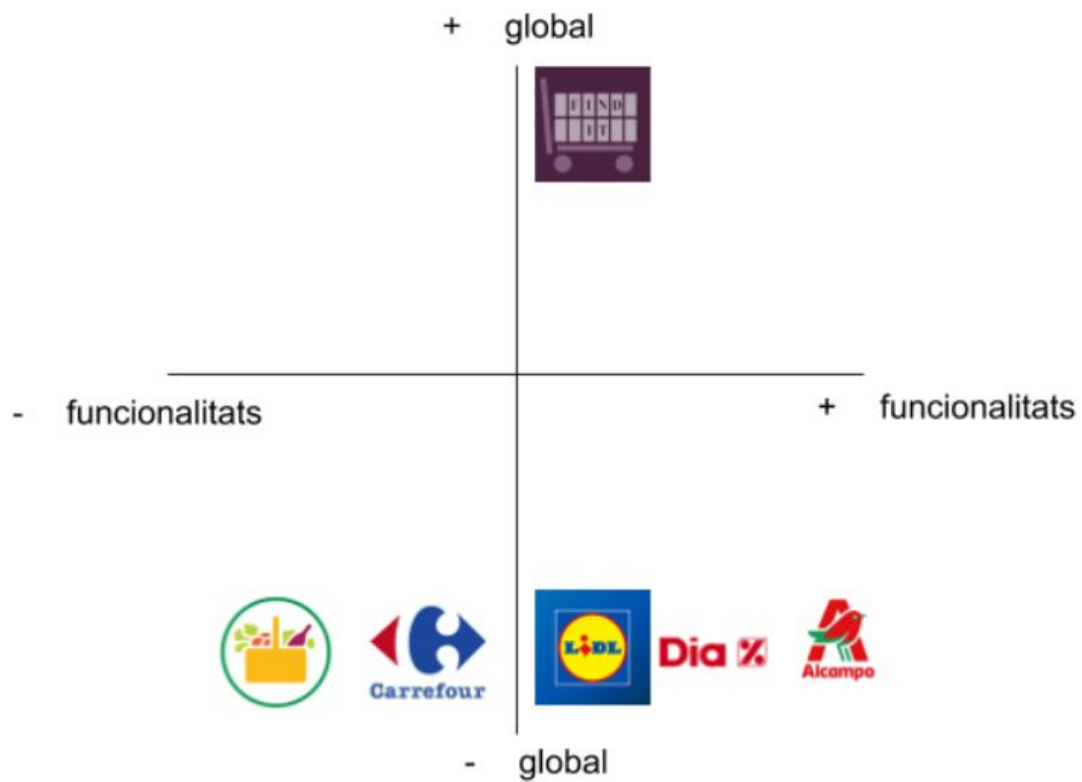 + global
FIND
IT
- funcionalitats
+ funcionalitats
Carrefour
LiDL
Dia %
Alcampo
- global